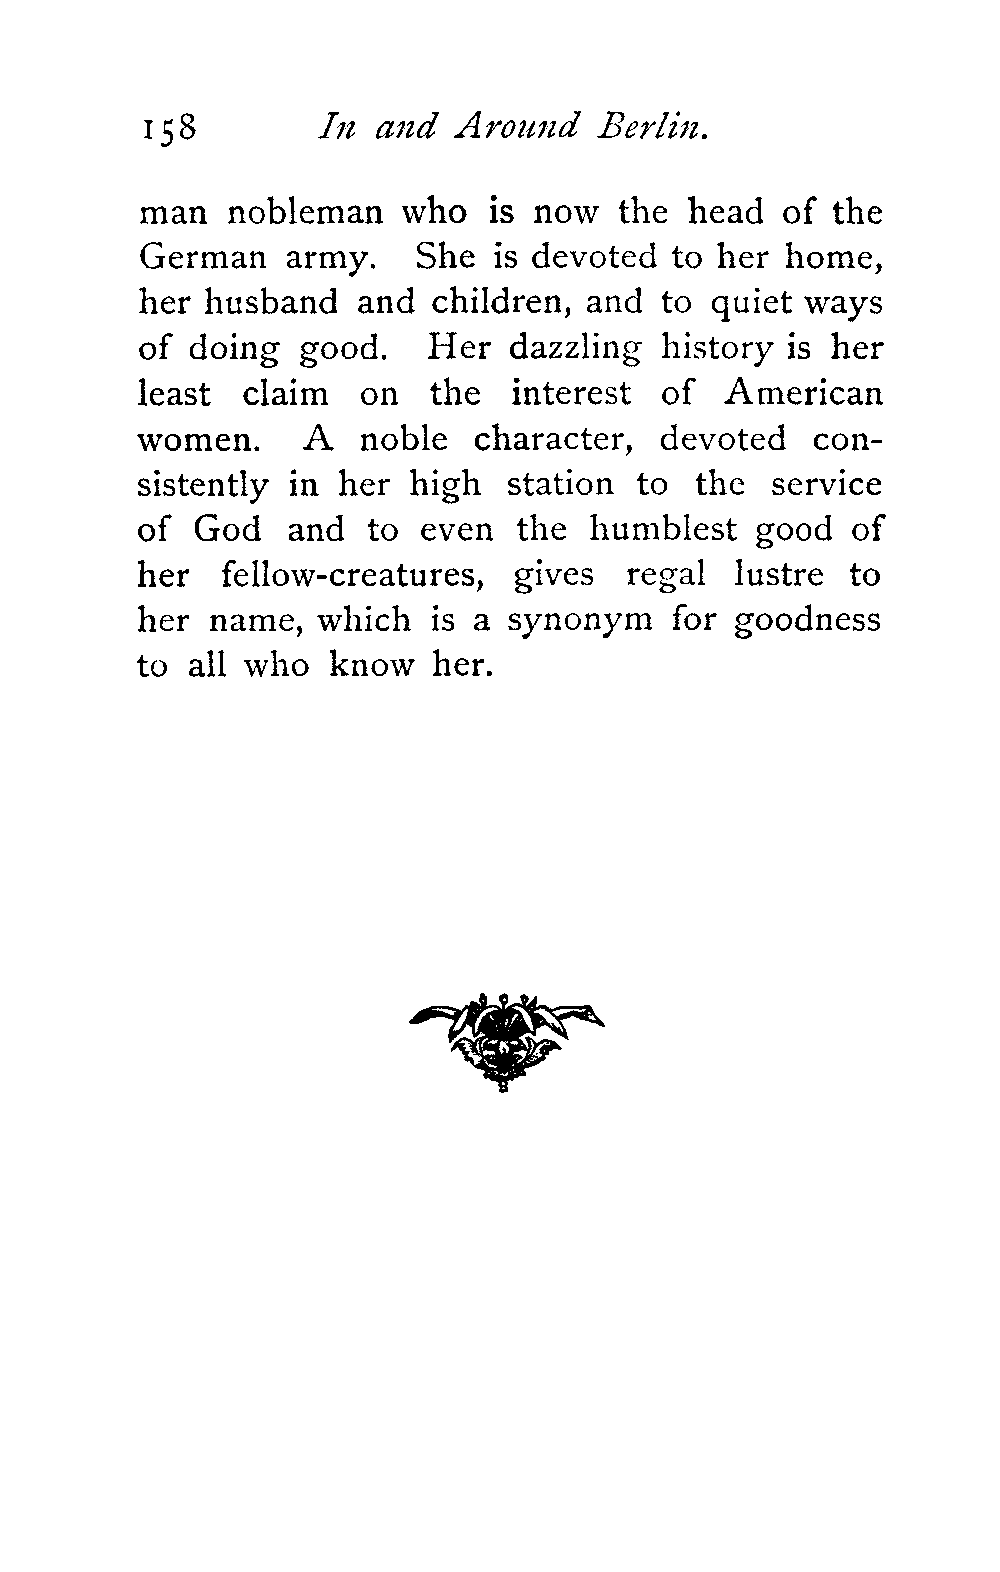 158 In and Around Berlin.
man nobleman who is now the head of the
German army. She is devoted to her home,
her husband and children, and to quiet ways
of doing good. Her dazzling history is her
least claim on the interest of American
women. A noble character, devoted con-
sistently in her high station to the service
of God and to even the humblest good of
her fellow-creatures, gives regal lustre to
her name, which is a synonym for goodness
to all who know her.